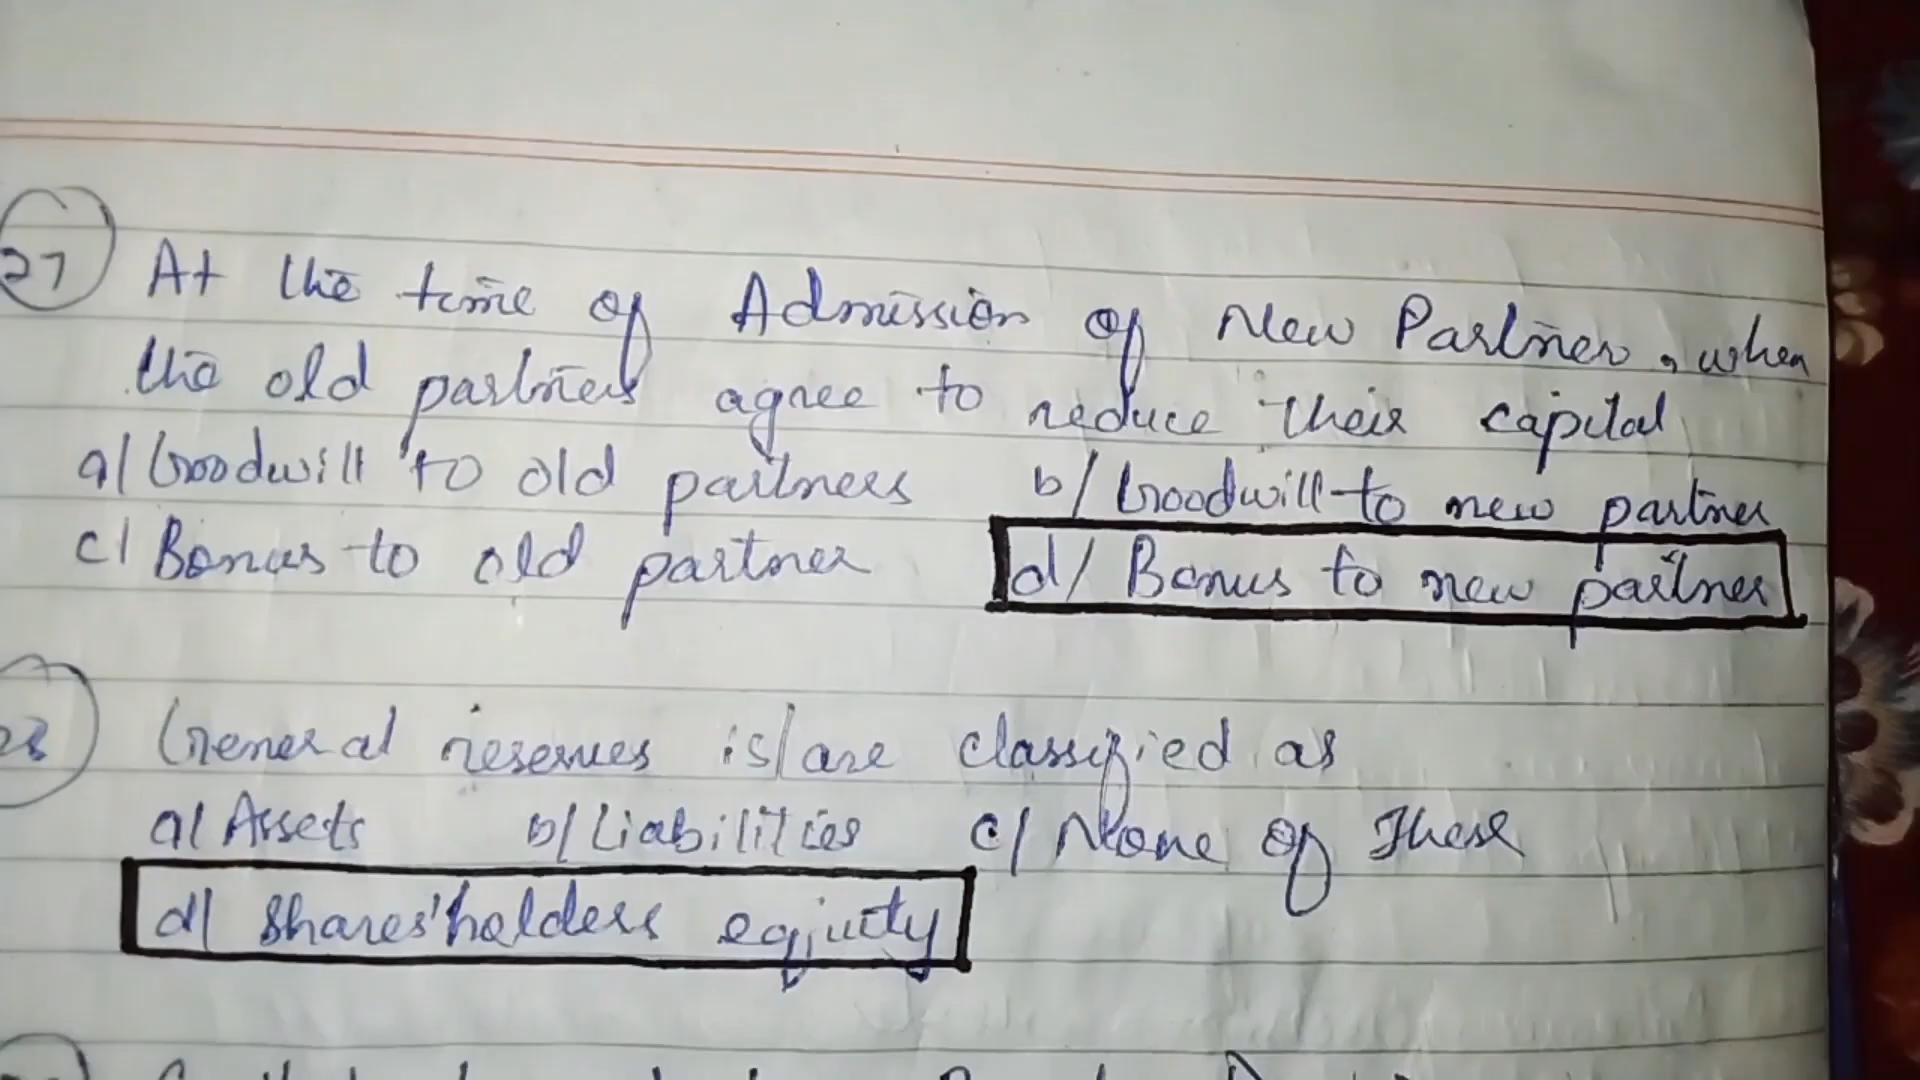 27 At the time of Admission of New Partner, when
the old partners agree to reduce their capital
a/ Goodwill to old partners b/ Goodwill to new partner
c/ Bonus to old partner d/ Bonus to new partner
28 General reserves is/are classified as
a/ Assets b/ Liabilities c/ None of These
d/ Shares'holders equity